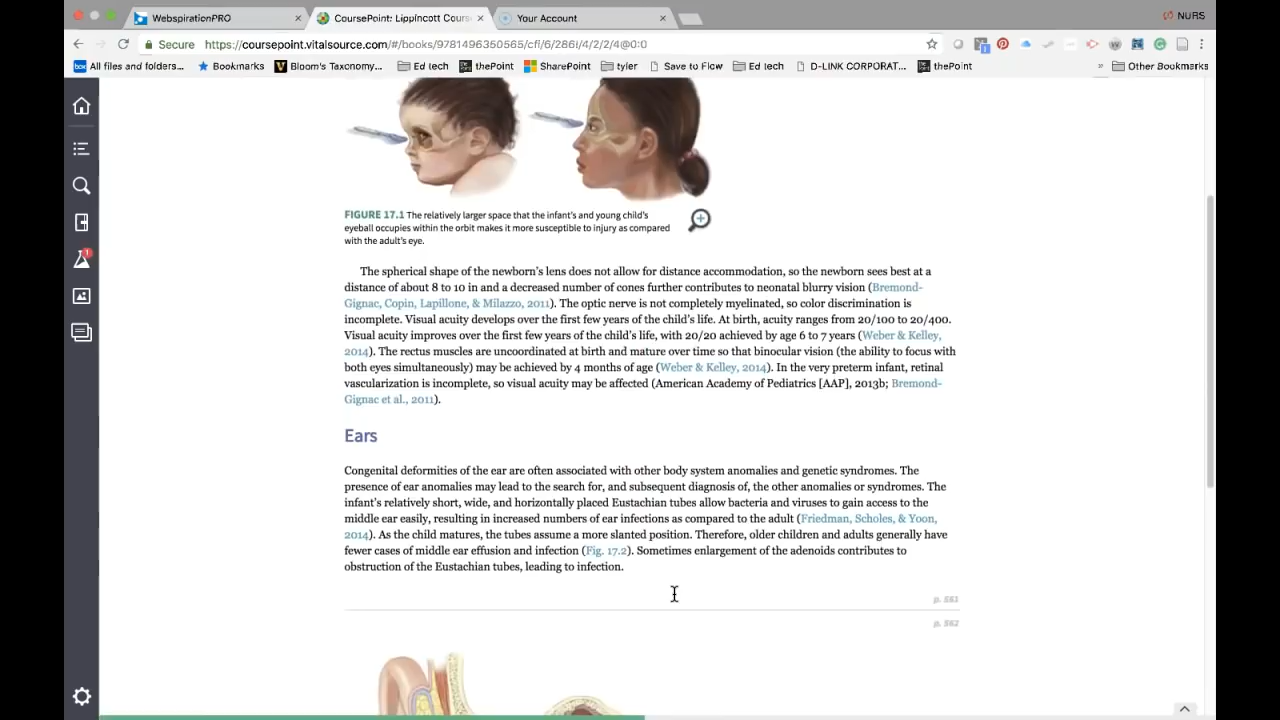 WebspirationPRO
CoursePoint: Lippincott Cours
Your Account
NURS
Secure https://coursepoint.vitalsource.com/#/books/9781496350565/cfi/6/286!/4/2/2/4@0:0
box All files and folders... Bookmarks V Bloom's Taxonomy... Ed tech thePoint SharePoint tyler Save to Flow Ed tech D-LINK CORPORAT... thePoint » Other Bookmarks
1
FIGURE 17.1 The relatively larger space that the infant's and young child's
eyeball occupies within the orbit makes it more susceptible to injury as compared
with the adult's eye.
The spherical shape of the newborn's lens does not allow for distance accommodation, so the newborn sees best at a
distance of about 8 to 10 in and a decreased number of cones further contributes to neonatal blurry vision (Bremond-
Gignac, Copin, Lapillone, & Milazzo, 2011). The optic nerve is not completely myelinated, so color discrimination is
incomplete. Visual acuity develops over the first few years of the child's life. At birth, acuity ranges from 20/100 to 20/400.
Visual acuity improves over the first few years of the child's life, with 20/20 achieved by age 6 to 7 years (Weber & Kelley,
2014). The rectus muscles are uncoordinated at birth and mature over time so that binocular vision (the ability to focus with
both eyes simultaneously) may be achieved by 4 months of age (Weber & Kelley, 2014). In the very preterm infant, retinal
vascularization is incomplete, so visual acuity may be affected (American Academy of Pediatrics [AAP], 2013b; Bremond-
Gignac et al., 2011).
Ears
Congenital deformities of the ear are often associated with other body system anomalies and genetic syndromes. The
presence of ear anomalies may lead to the search for, and subsequent diagnosis of, the other anomalies or syndromes. The
infant's relatively short, wide, and horizontally placed Eustachian tubes allow bacteria and viruses to gain access to the
middle ear easily, resulting in increased numbers of ear infections as compared to the adult (Friedman, Scholes, & Yoon,
2014). As the child matures, the tubes assume a more slanted position. Therefore, older children and adults generally have
fewer cases of middle ear effusion and infection (Fig. 17.2). Sometimes enlargement of the adenoids contributes to
obstruction of the Eustachian tubes, leading to infection.
p. 561
p. 562